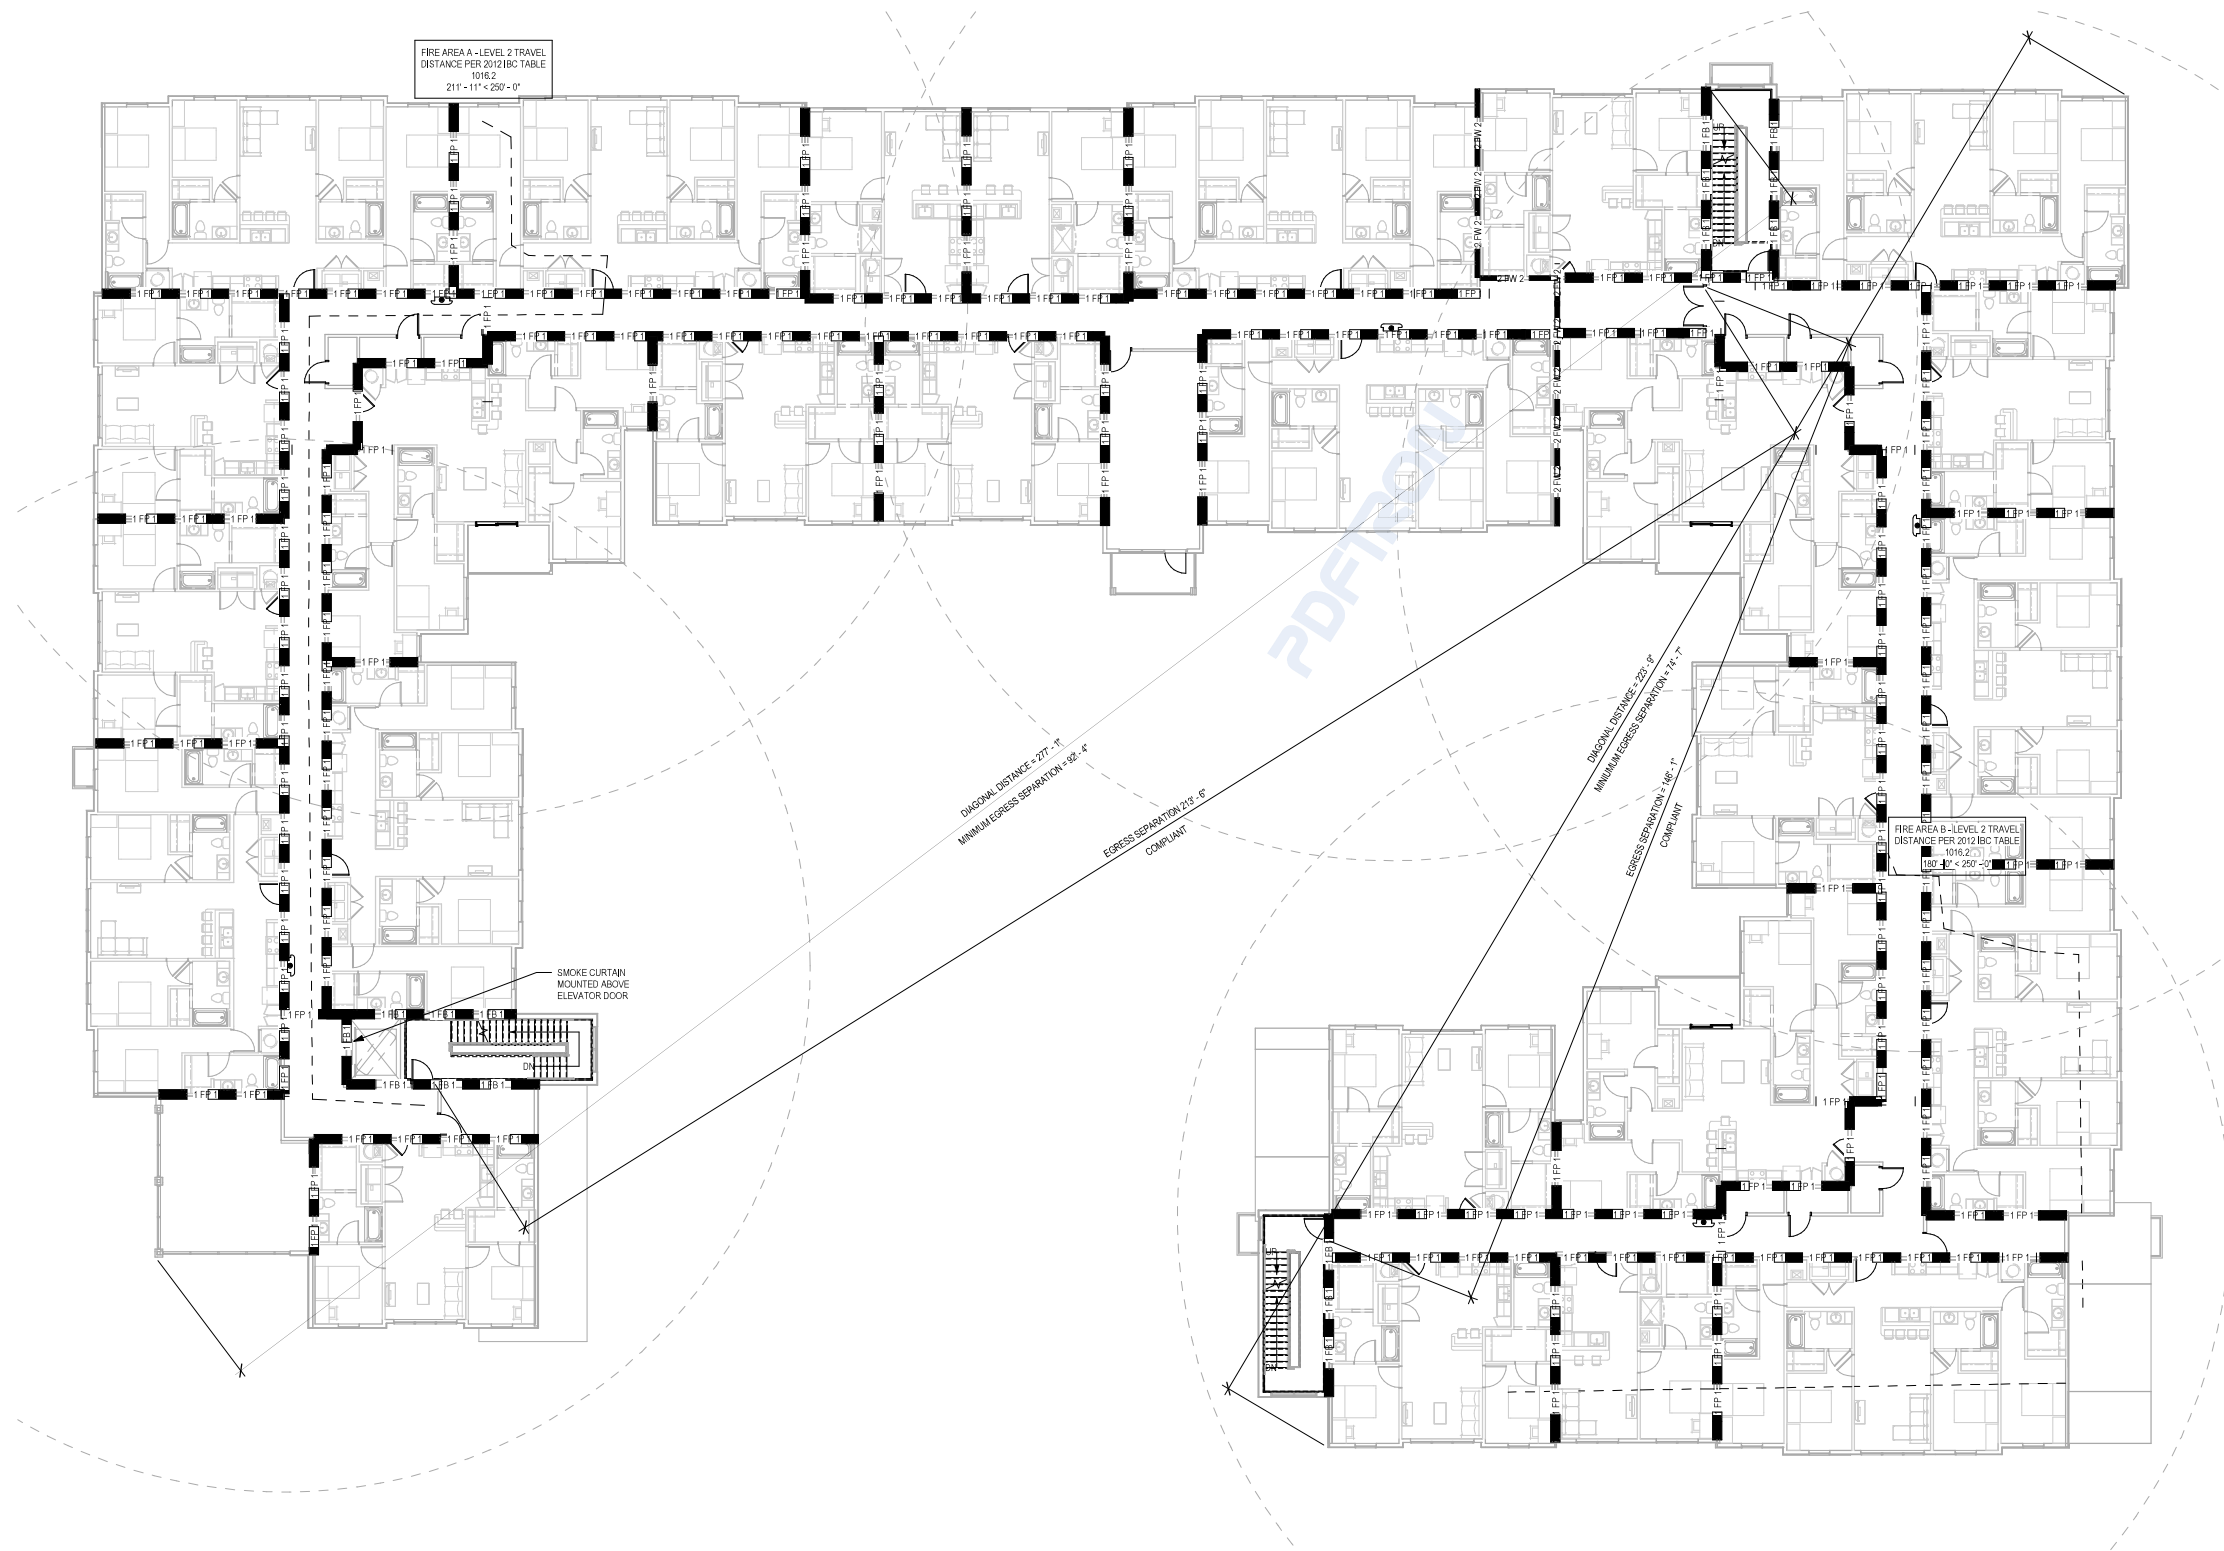 FIRE AREA A - LEVEL 2 TRAVEL
DISTANCE PER 2012 IBC TABLE
1016.2
211' - 11" < 250' - 0"
PDFTRON
DIAGONAL DISTANCE = 277' - 1"
MINIMUM EGRESS SEPARATION = 92' - 4"
EGRESS SEPARATION 213' - 6"
COMPLIANT
DIAGONAL DISTANCE = 223' - 9"
MINIUMUM EGRESS SEPARATION = 74' - 7"
EGRESS SEPARATION = 146' - 1"
COMPLIANT
FIRE AREA B - LEVEL 2 TRAVEL
DISTANCE PER 2012 IBC TABLE
1016.2
180' - 0" < 250' - 0"
SMOKE CURTAIN
MOUNTED ABOVE
ELEVATOR DOOR
1 FP 1
2 FW 2
1 FB 1
DN